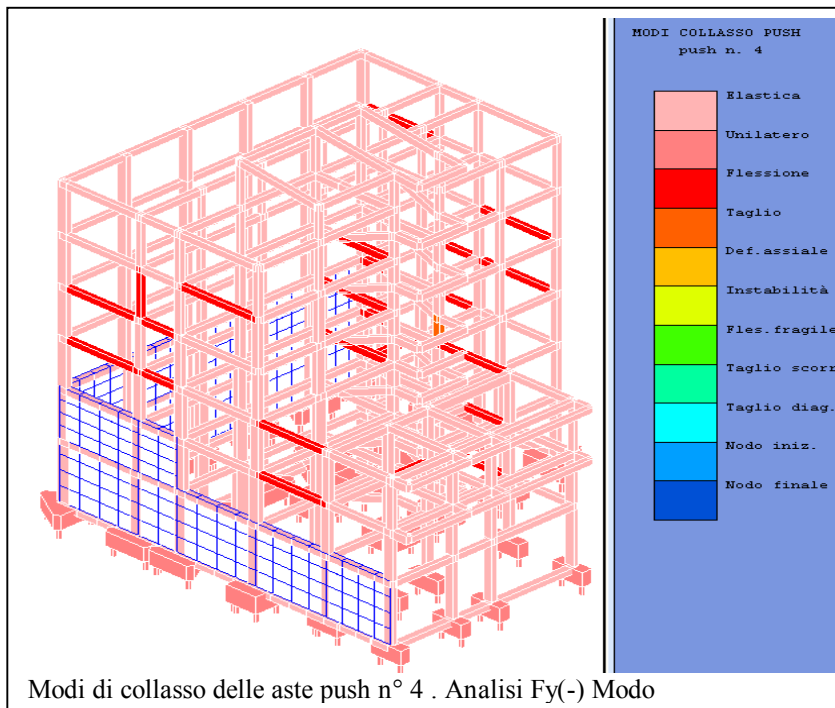 MODI COLLASSO PUSH
push n. 4
Elastica
Unilatero
Flessione
Taglio
Def.assiale
Instabilità
Fles.fragile
Taglio scorr
Taglio diag.
Nodo iniz.
Nodo finale
Modi di collasso delle aste push n° 4 . Analisi Fy(-) Modo